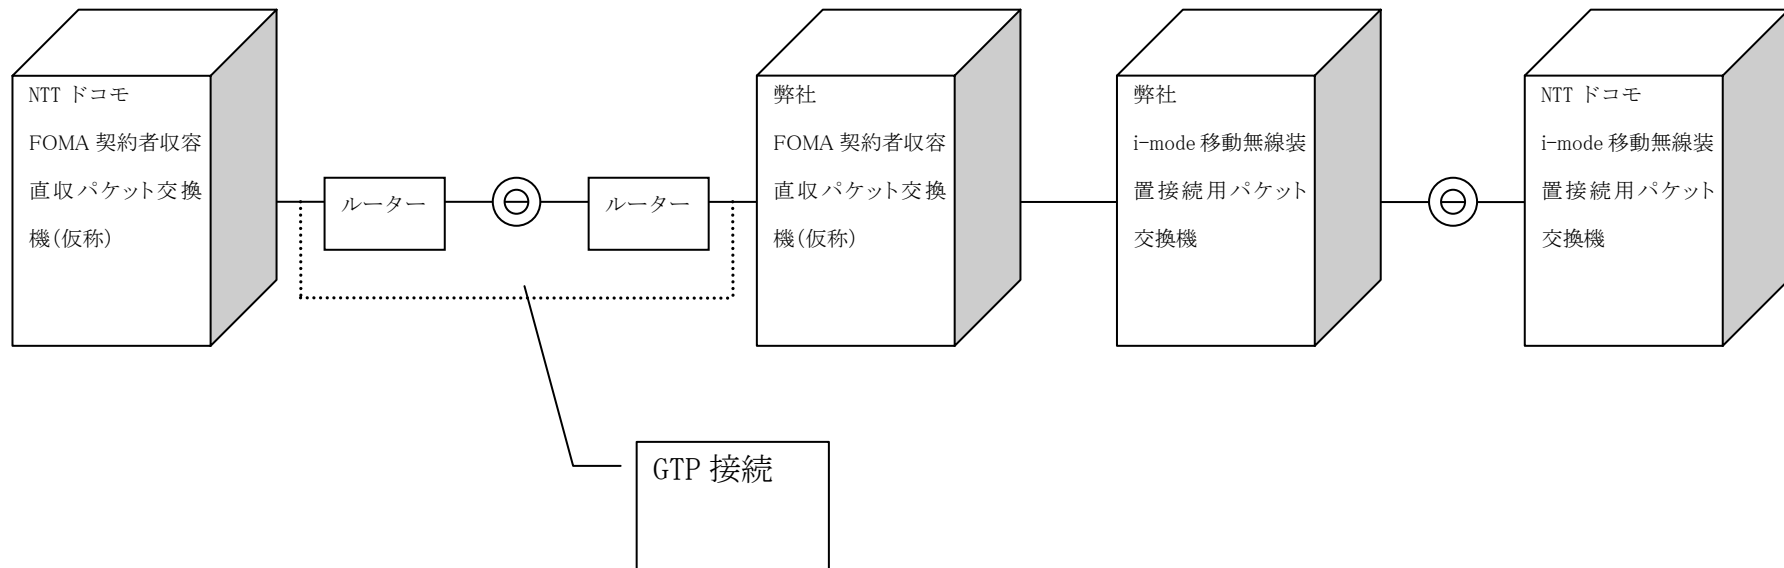 NTT ドコモ
FOMA 契約者収容
直収パケット交換
機(仮称)
ルーター
ルーター
弊社
FOMA 契約者収容
直収パケット交換
機(仮称)
弊社
i-mode 移動無線装
置接続用パケット
交換機
NTT ドコモ
i-mode 移動無線装
置接続用パケット
交換機
GTP 接続